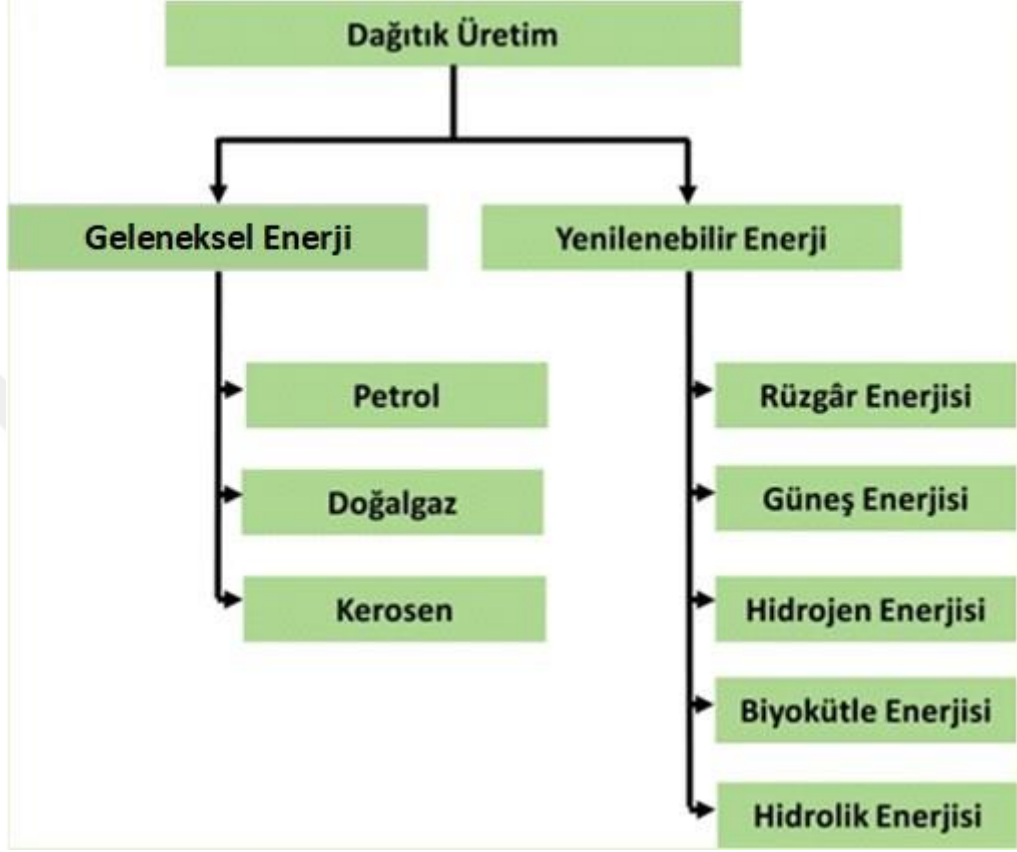 Dağıtık Üretim
Geleneksel Enerji
Yenilenebilir Enerji
Petrol
Doğalgaz
Kerosen
Rüzgâr Enerjisi
Güneş Enerjisi
Hidrojen Enerjisi
Biyokütle Enerjisi
Hidrolik Enerjisi